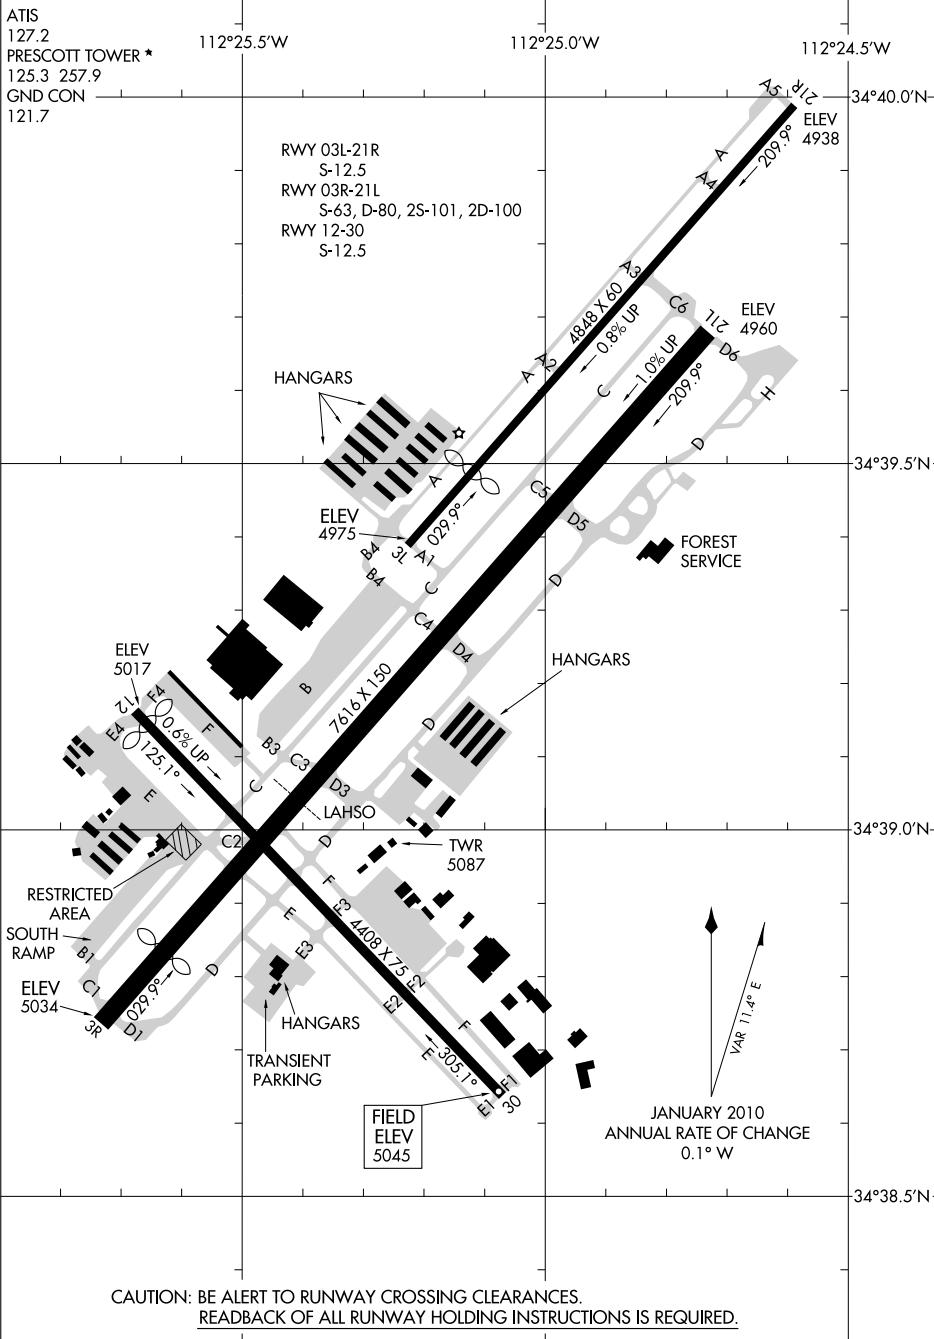 ATIS
127.2
PRESCOTT TOWER *
125.3 257.9
GND CON
121.7
112°25.5'W
112°25.0'W
112°24.5'W
34°40.0'N
A5
21R
ELEV
4938
209.9°
RWY 03L-21R
S-12.5
RWY 03R-21L
S-63, D-80, 2S-101, 2D-100
RWY 12-30
S-12.5
A
A4
A3
C6
4848 X 60
0.8% UP
21L
ELEV
4960
D6
1.0% UP
209.9°
A2
A
C
H
D
HANGARS
34°39.5'N
A
C5
D5
029.9°
ELEV
4975
3L
A1
B4
B4
C
D
FOREST
SERVICE
C4
D4
HANGARS
ELEV
5017
12
F4
E4
0.6% UP
125.1°
F
B
7616 X 150
D
B3
C3
D3
C
E
LAHSO
C2
D
34°39.0'N
TWR
5087
RESTRICTED
AREA
SOUTH
RAMP
F
F3
E
E3
4408 X 75
B1
C1
D
029.9°
ELEV
5034
3R
D1
HANGARS
TRANSIENT
PARKING
E2
F2
F
E
305.1°
F1
E1
30
FIELD
ELEV
5045
VAR 11.4° E
JANUARY 2010
ANNUAL RATE OF CHANGE
0.1° W
34°38.5'N
CAUTION: BE ALERT TO RUNWAY CROSSING CLEARANCES.
READBACK OF ALL RUNWAY HOLDING INSTRUCTIONS IS REQUIRED.